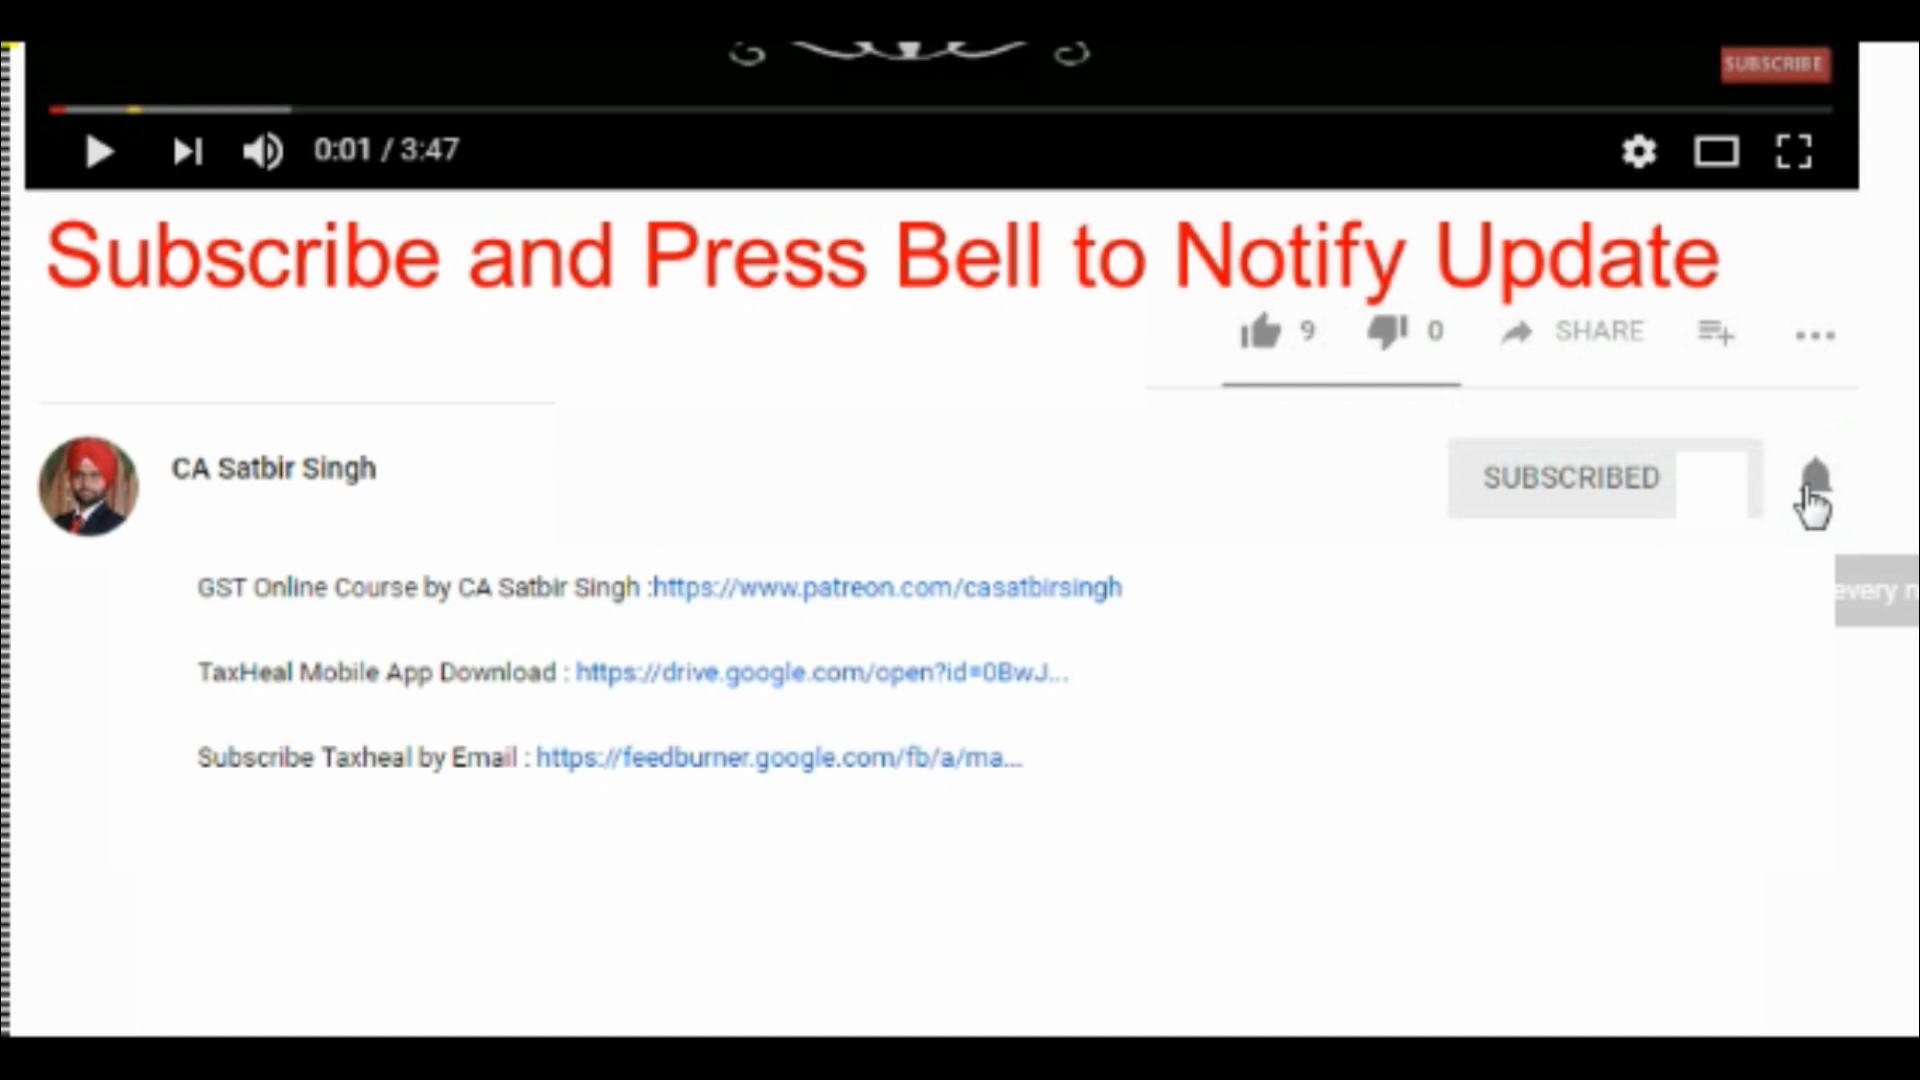 SUBSCRIBE
0:01 / 3:47
Subscribe and Press Bell to Notify Update
9 0 SHARE
CA Satbir Singh
SUBSCRIBED
GST Online Course by CA Satbir Singh :https://www.patreon.com/casatbirsingh
every
TaxHeal Mobile App Download : https://drive.google.com/open?id=0BwJ...
Subscribe Taxheal by Email : https://feedburner.google.com/fb/a/ma...